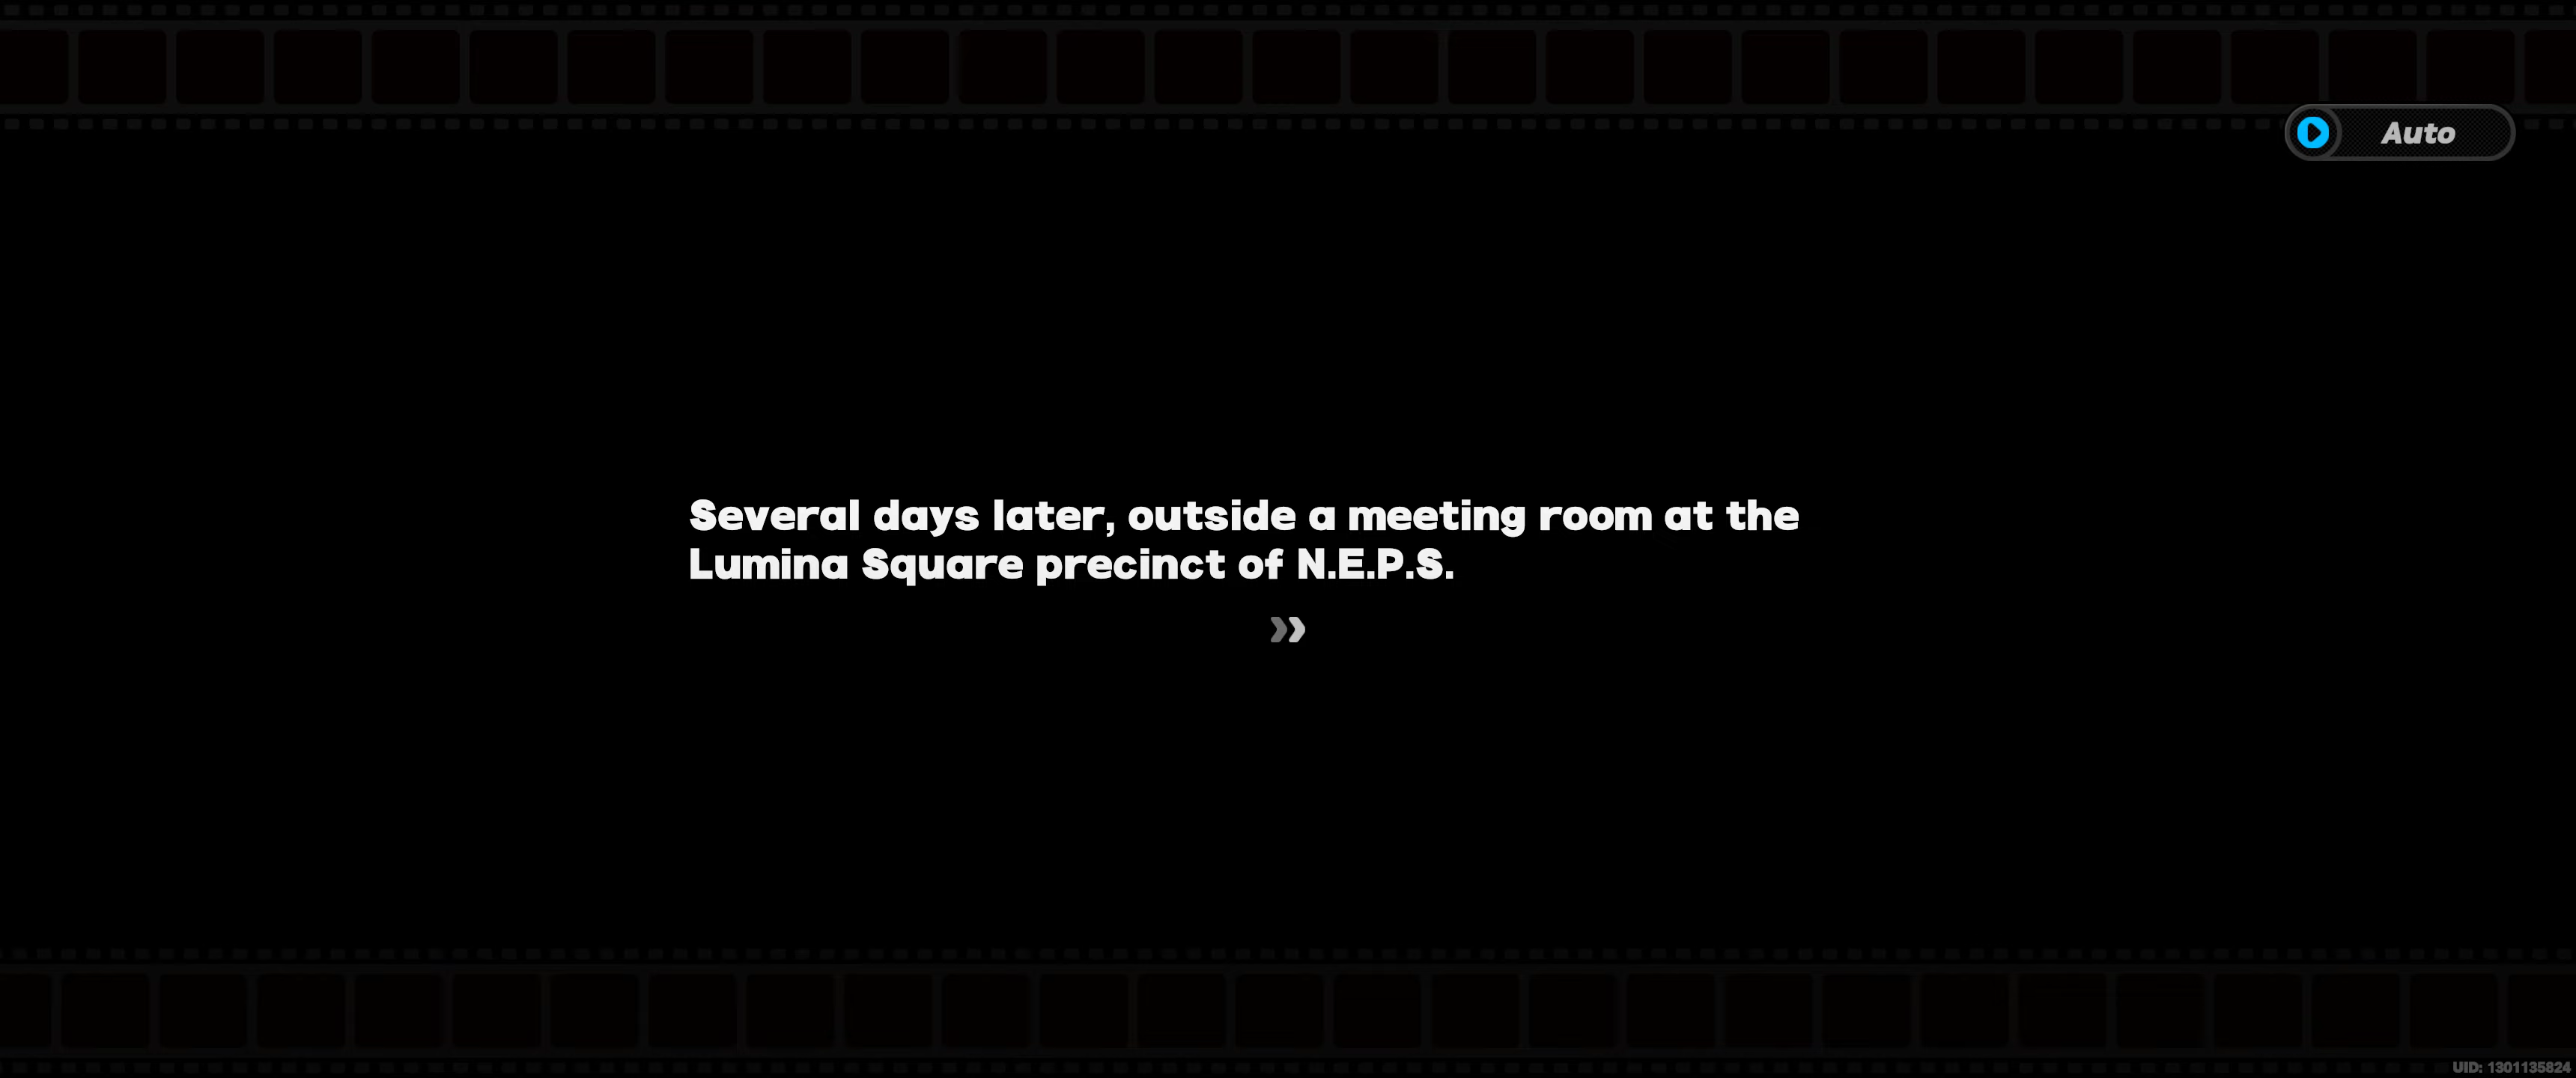 Auto
Several days later, outside a meeting room at the
Lumina Square precinct of N.E.P.S.
UID: 1301135824